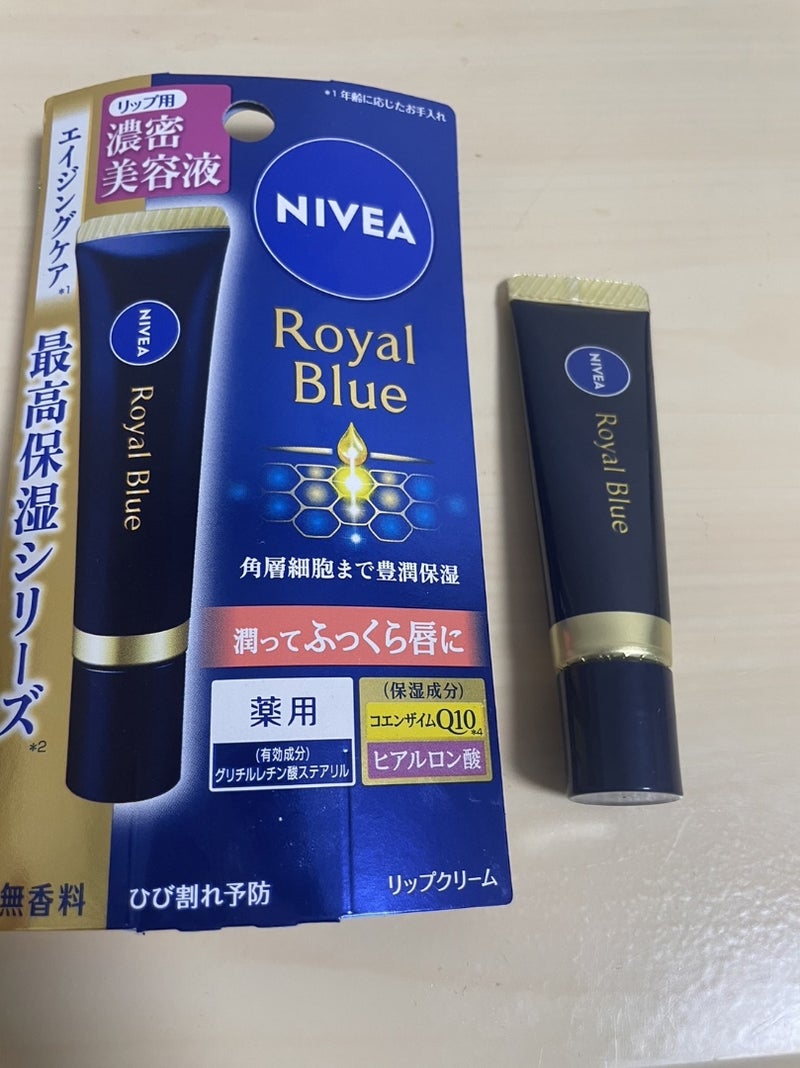 *1 年齢に応じたお手入れ
リップ用
濃密
美容液
エイジングケア*1
最高保湿シリーズ*2
NIVEA
Royal
Blue
NIVEA
Royal Blue
角層細胞まで豊潤保湿
潤ってふっくら唇に
薬用
(有効成分)
グリチルレチン酸ステアリル
(保湿成分)
コエンザイムQ10*4
ヒアルロン酸
無香料
ひび割れ予防
リップクリーム
NIVEA
Royal Blue